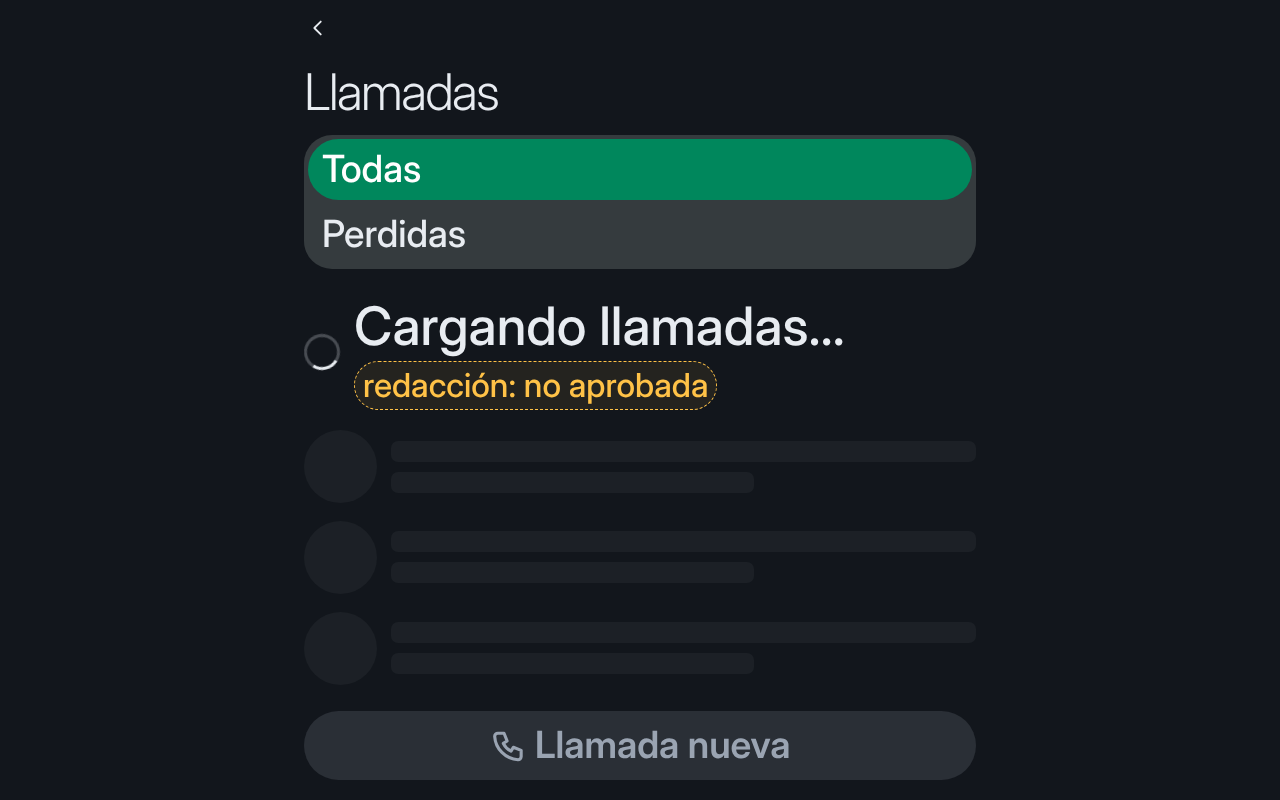 Llamadas
Todas
Perdidas
Cargando llamadas...
redacción: no aprobada
Llamada nueva